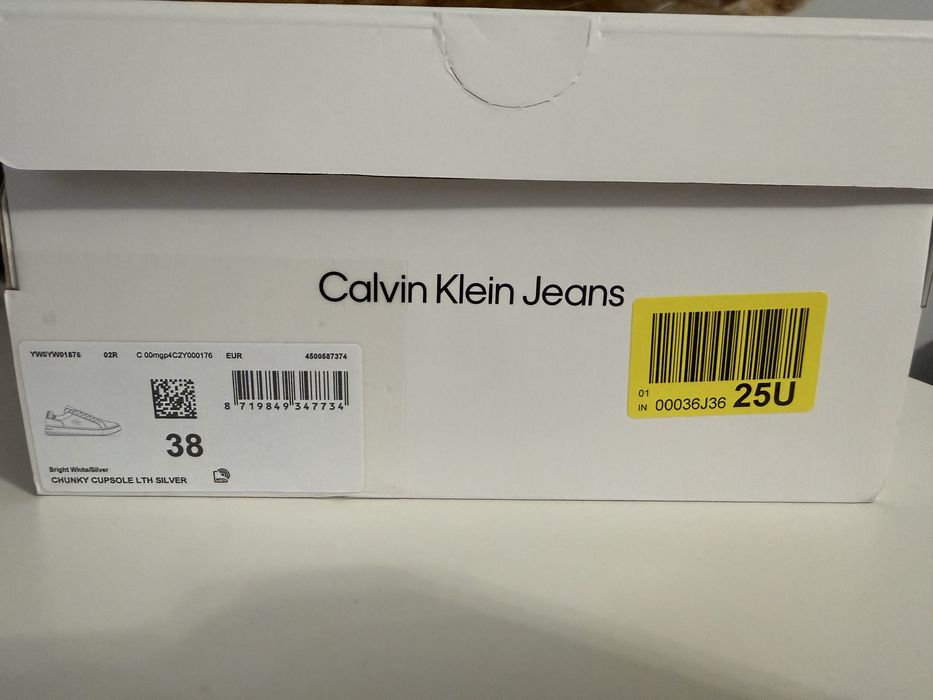 Calvin Klein Jeans
YW0YW01876 02R C 00mgp4C2Y000176 EUR 4500587374
8 719849 347734
38
Bright White/Silver
CHUNKY CUPSOLE LTH SILVER
01
IN 00036J36 25U